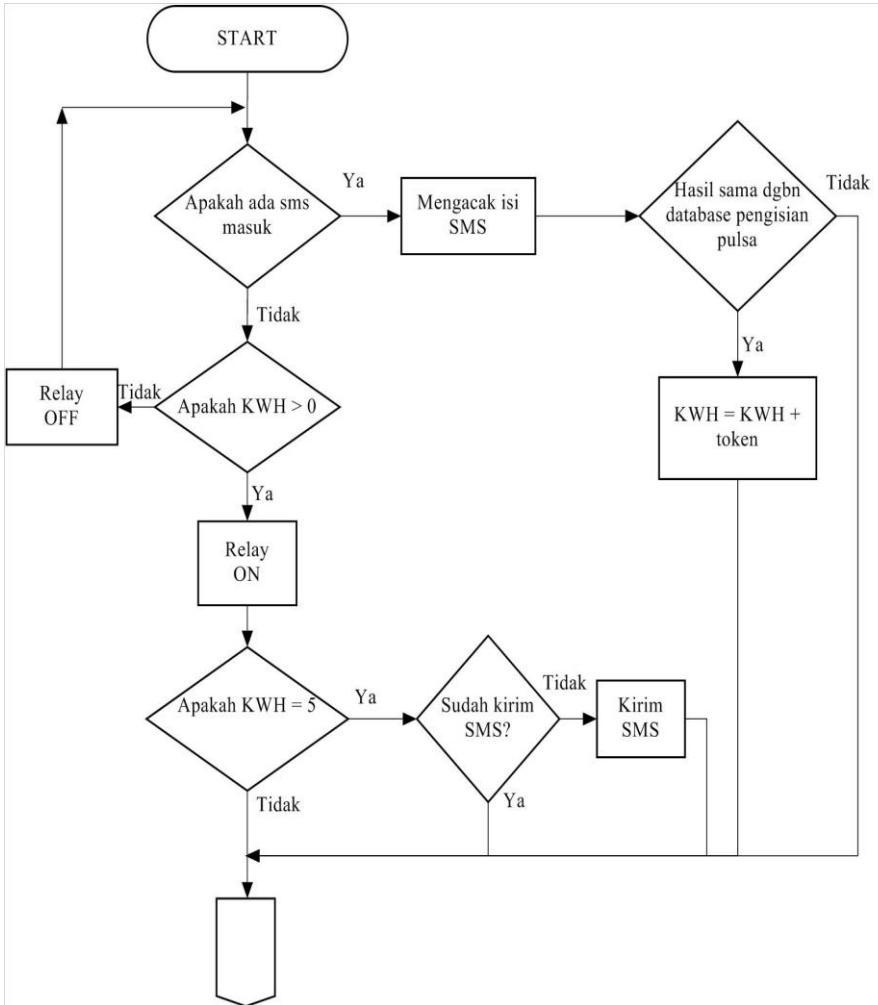 START
Apakah ada sms
masuk
Ya
Mengacak isi
SMS
Hasil sama dgbn
database pengisian
pulsa
Tidak
Tidak
Ya
Relay
OFF
Tidak
Apakah KWH > 0
KWH = KWH +
token
Ya
Relay
ON
Apakah KWH = 5
Ya
Sudah kirim
SMS?
Tidak
Kirim
SMS
Tidak
Ya